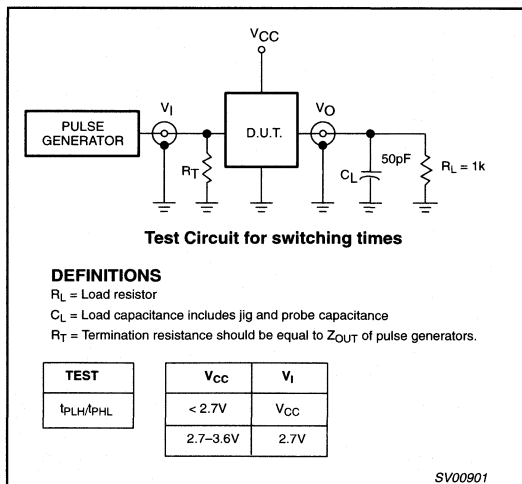 VCC
VI
VO
PULSE
GENERATOR
D.U.T.
RT
50pF
CL
RL = 1k
Test Circuit for switching times
DEFINITIONS
RL = Load resistor
CL = Load capacitance includes jig and probe capacitance
RT = Termination resistance should be equal to ZOUT of pulse generators.
TEST
tPLH/tPHL
VCC VI
< 2.7V VCC
2.7–3.6V 2.7V
SV00901